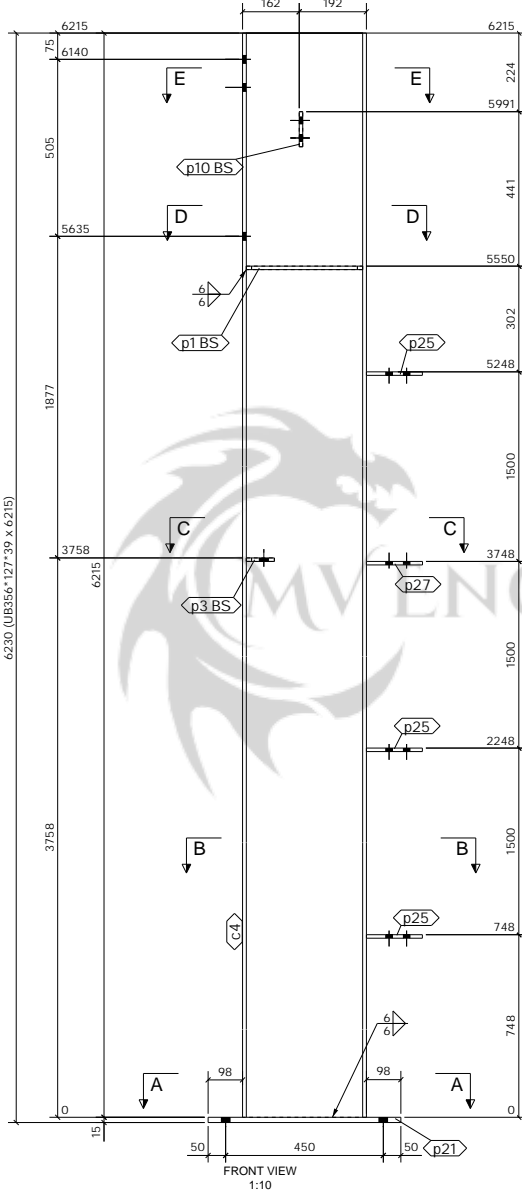 162 192
6215 6215
75
6140
224
E E
5991
505
p10 BS
441
D D
5635
5550
6
6
302
p1 BS
p25
5248
1877
1500
C C
3758 3748
6230 (UB356*127*39 x 6215)
6215
p3 BS
p27
MV ENG
1500
p25
2248
3758
1500
B B
c4
p25
748
6
6
748
98 98
A A
0 0
15
50 450 50
p21
FRONT VIEW
1:10